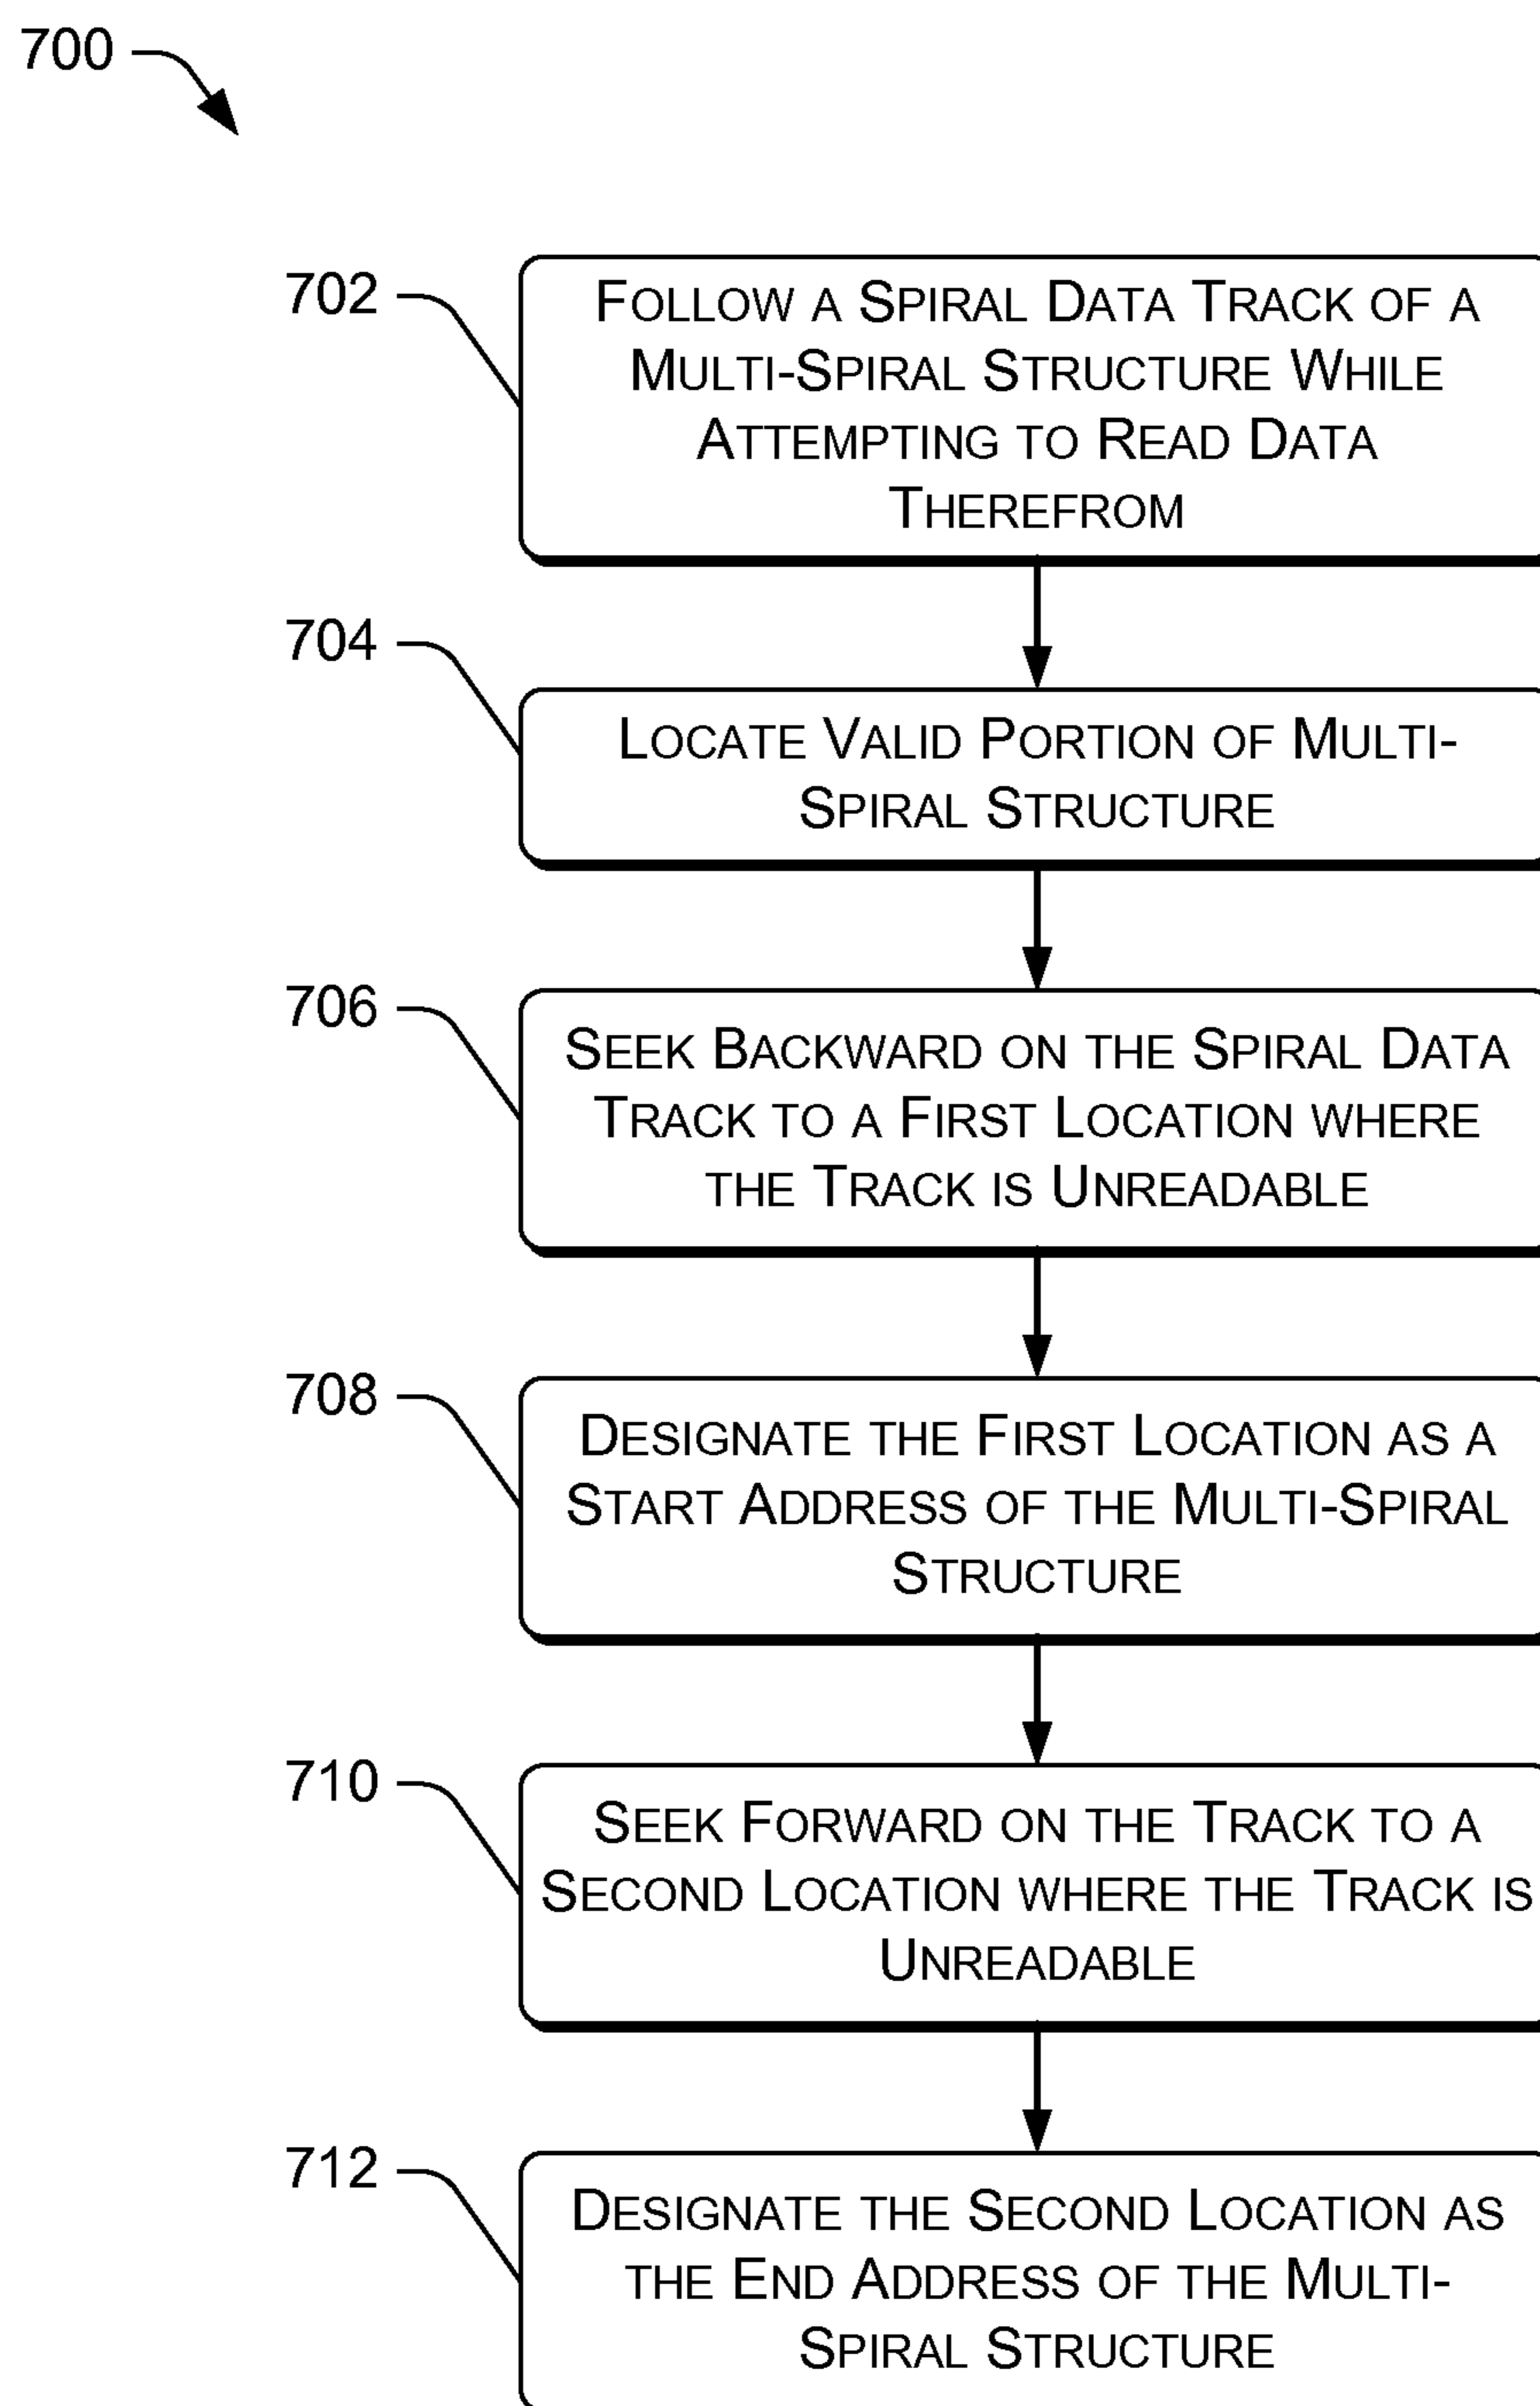 700
702
FOLLOW A SPIRAL DATA TRACK OF A
MULTI-SPIRAL STRUCTURE WHILE
ATTEMPTING TO READ DATA
THEREFROM
704
LOCATE VALID PORTION OF MULTI-
SPIRAL STRUCTURE
706
SEEK BACKWARD ON THE SPIRAL DATA
TRACK TO A FIRST LOCATION WHERE
THE TRACK IS UNREADABLE
708
DESIGNATE THE FIRST LOCATION AS A
START ADDRESS OF THE MULTI-SPIRAL
STRUCTURE
710
SEEK FORWARD ON THE TRACK TO A
SECOND LOCATION WHERE THE TRACK IS
UNREADABLE
712
DESIGNATE THE SECOND LOCATION AS
THE END ADDRESS OF THE MULTI-
SPIRAL STRUCTURE